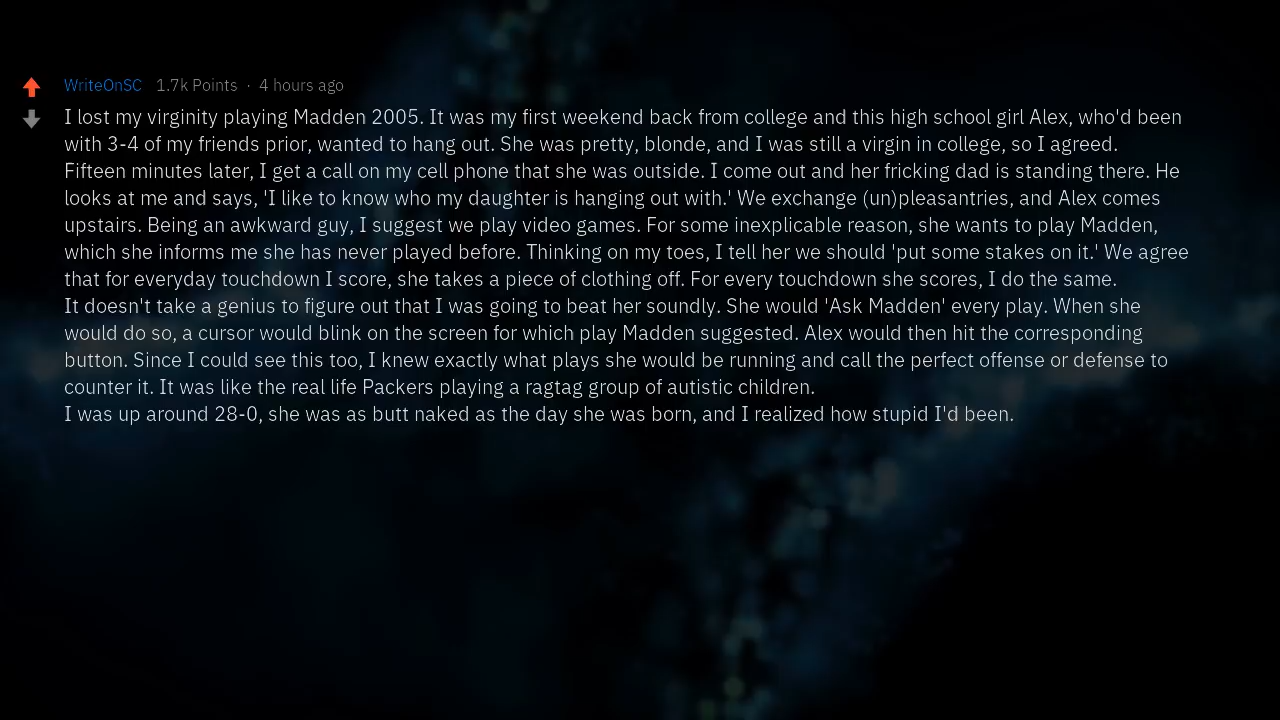 WriteOnSC 1.7k Points · 4 hours ago
I lost my virginity playing Madden 2005. It was my first weekend back from college and this high school girl Alex, who'd been
with 3-4 of my friends prior, wanted to hang out. She was pretty, blonde, and I was still a virgin in college, so I agreed.
Fifteen minutes later, I get a call on my cell phone that she was outside. I come out and her fricking dad is standing there. He
looks at me and says, 'I like to know who my daughter is hanging out with.' We exchange (un)pleasantries, and Alex comes
upstairs. Being an awkward guy, I suggest we play video games. For some inexplicable reason, she wants to play Madden,
which she informs me she has never played before. Thinking on my toes, I tell her we should 'put some stakes on it.' We agree
that for everyday touchdown I score, she takes a piece of clothing off. For every touchdown she scores, I do the same.
It doesn't take a genius to figure out that I was going to beat her soundly. She would 'Ask Madden' every play. When she
would do so, a cursor would blink on the screen for which play Madden suggested. Alex would then hit the corresponding
button. Since I could see this too, I knew exactly what plays she would be running and call the perfect offense or defense to
counter it. It was like the real life Packers playing a ragtag group of autistic children.
I was up around 28-0, she was as butt naked as the day she was born, and I realized how stupid I'd been.